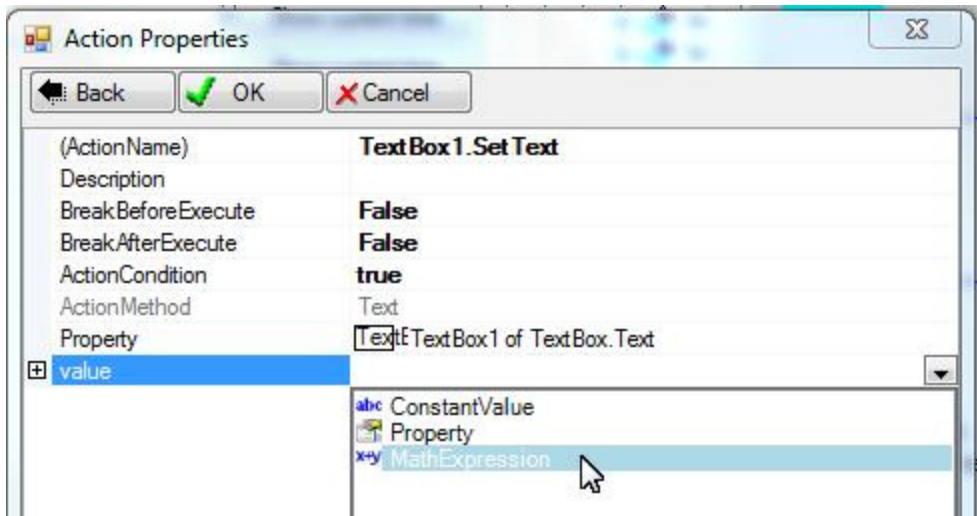 Action Properties
Back OK Cancel
(ActionName) TextBox1.SetText
Description
BreakBeforeExecute False
BreakAfterExecute False
ActionCondition true
ActionMethod Text
Property TextBox1 of TextBox.Text
value
abc ConstantValue
Property
x+y MathExpression